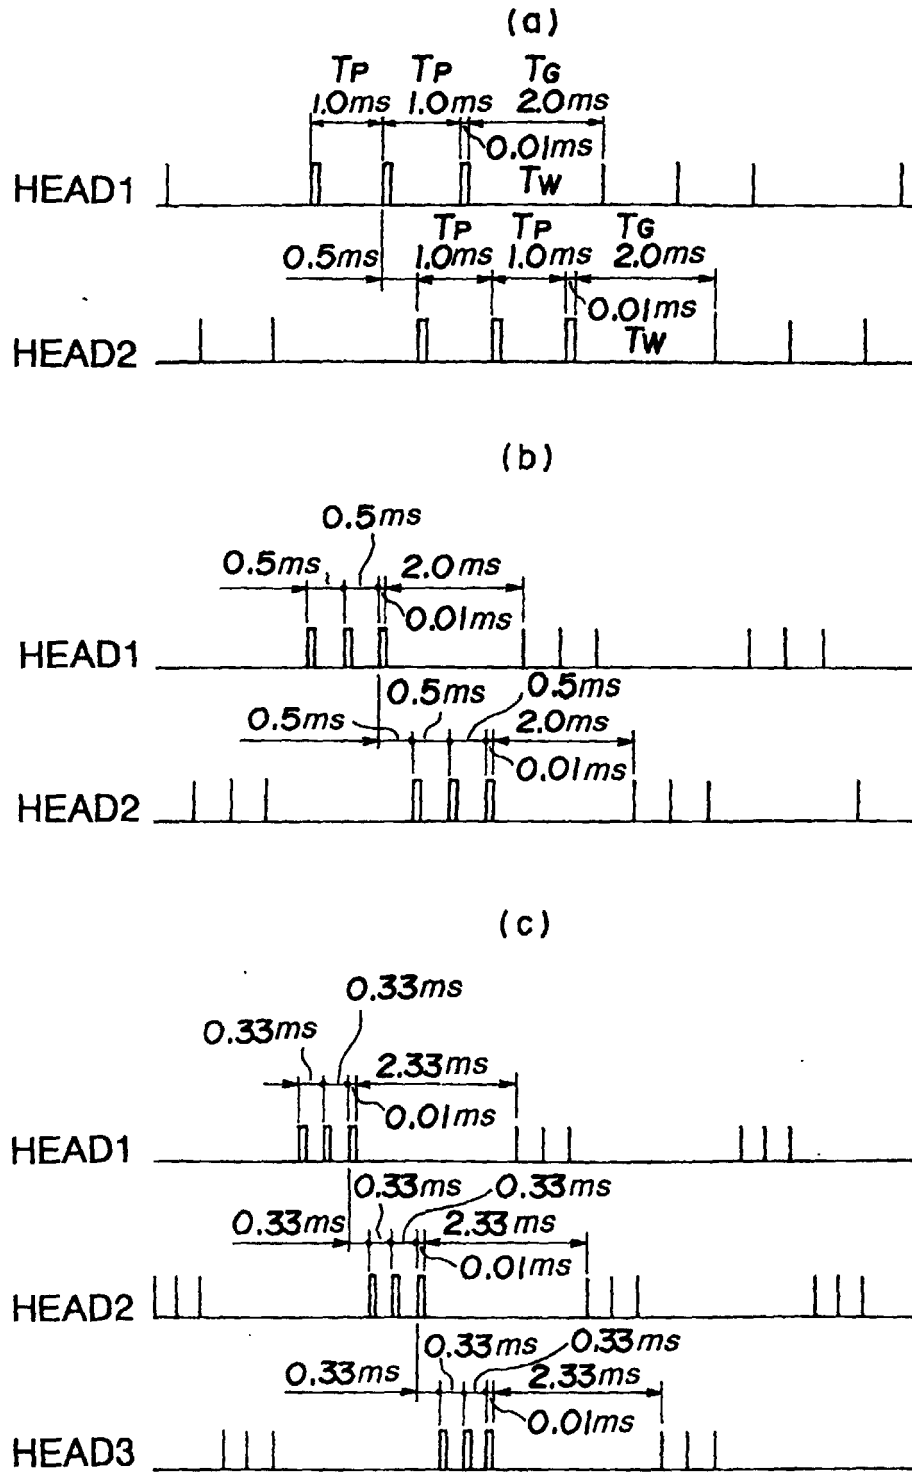 (a)
TP TP TG
1.0ms 1.0ms 2.0ms
0.01ms
HEAD1 TW
TP TP TG
0.5ms 1.0ms 1.0ms 2.0ms
0.01ms
HEAD2 TW
(b)
0.5ms
0.5ms 2.0ms
0.01ms
HEAD1
0.5ms 0.5ms
0.5ms 2.0ms
0.01ms
HEAD2
(c)
0.33ms
0.33ms
2.33ms
0.01ms
HEAD1
0.33ms 0.33ms
0.33ms 2.33ms
0.01ms
HEAD2
0.33ms 0.33ms
0.33ms 2.33ms
0.01ms
HEAD3